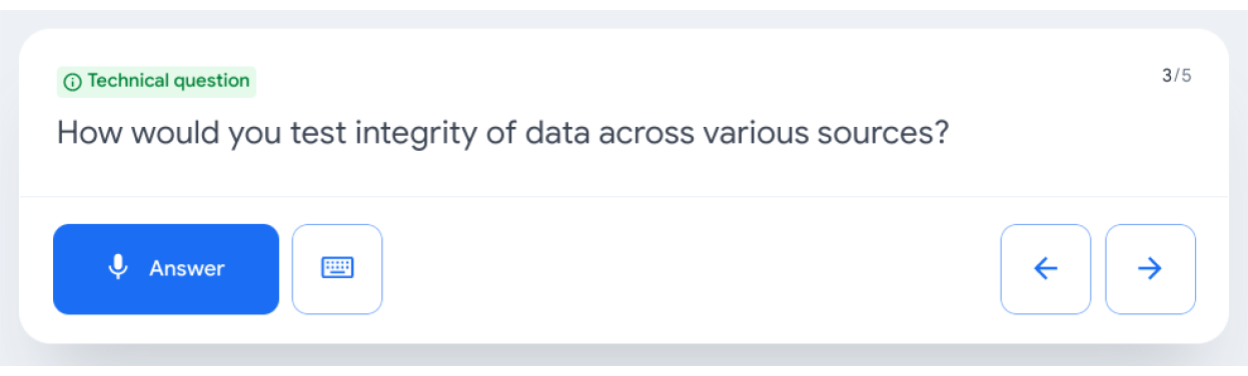 Technical question
3/5
How would you test integrity of data across various sources?
Answer